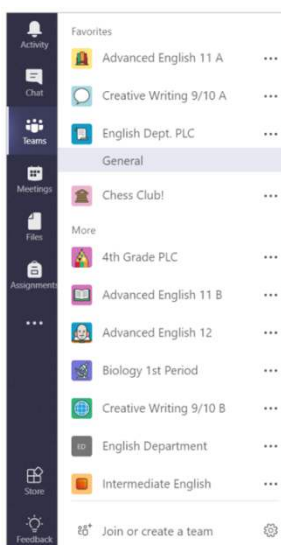 Activity
Chat
Teams
Meetings
Files
Assignments
Store
Feedback
Favorites
Advanced English 11 A
Creative Writing 9/10 A
English Dept. PLC
General
Chess Club!
More
4th Grade PLC
Advanced English 11 B
Advanced English 12
Biology 1st Period
Creative Writing 9/10 B
ED English Department
Intermediate English
Join or create a team